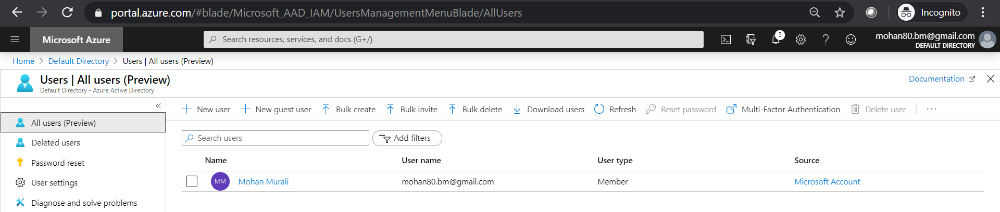 portal.azure.com/#blade/Microsoft_AAD_IAM/UsersManagementMenuBlade/AllUsers
Incognito
Microsoft Azure
Search resources, services, and docs (G+/)
5
mohan80.bm@gmail.com
DEFAULT DIRECTORY
Home > Default Directory > Users | All users (Preview)
Users | All users (Preview)
Default Directory - Azure Active Directory
Documentation
«
New user
New guest user
Bulk create
Bulk invite
Bulk delete
Download users
Refresh
Reset password
Multi-Factor Authentication
Delete user
...
All users (Preview)
Deleted users
Password reset
User settings
Diagnose and solve problems
Search users
Add filters
Name User name User type Source
MM Mohan Murali mohan80.bm@gmail.com Member Microsoft Account